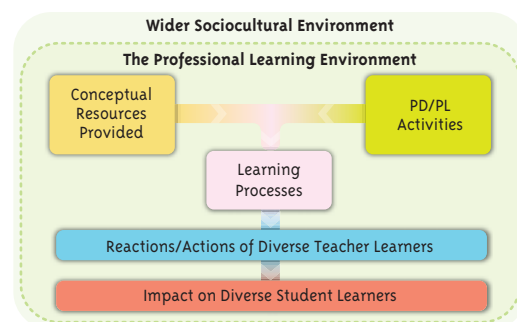 Wider Sociocultural Environment
The Professional Learning Environment
Conceptual
Resources
Provided
PD/PL
Activities
Learning
Processes
Reactions/Actions of Diverse Teacher Learners
Impact on Diverse Student Learners